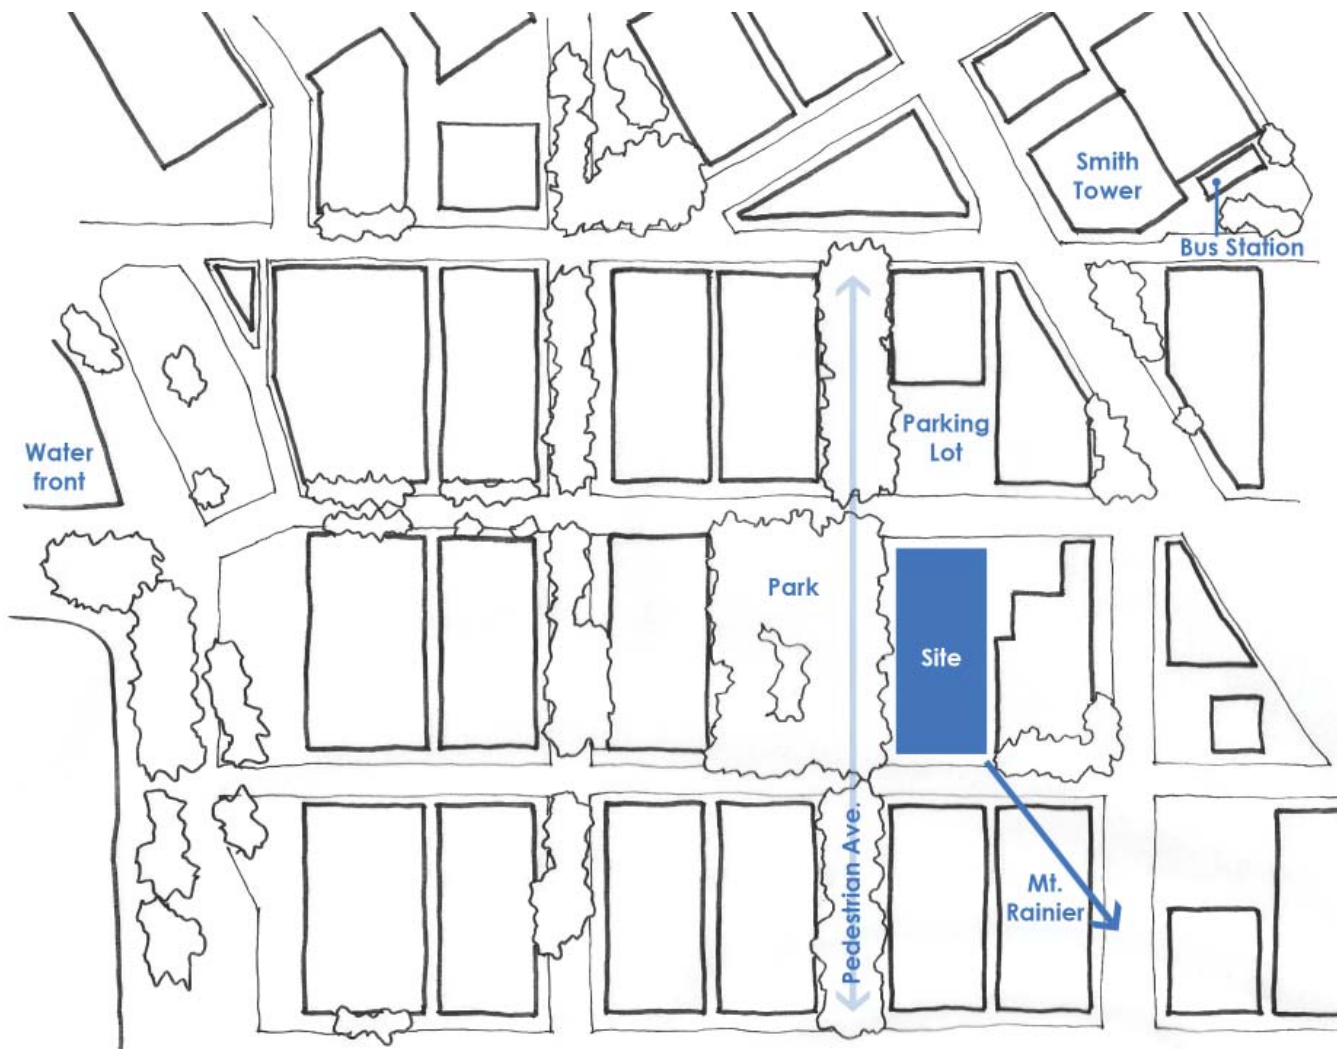 Smith
Tower
Bus Station
Parking
Lot
Water
front
Park
Site
Pedestrian Ave.
Mt.
Rainier